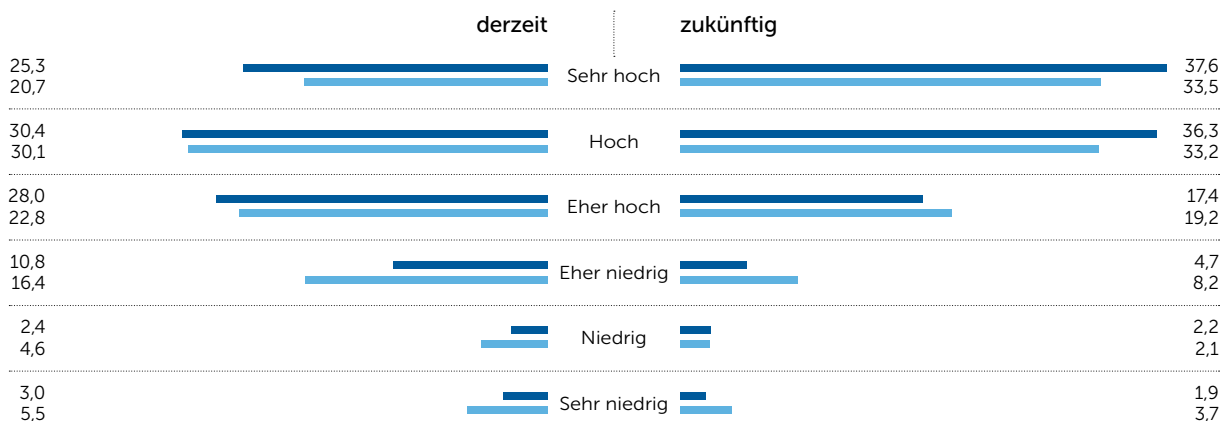 derzeit zukünftig
25,3 Sehr hoch 37,6
20,7 33,5
30,4 Hoch 36,3
30,1 33,2
28,0 Eher hoch 17,4
22,8 19,2
10,8 Eher niedrig 4,7
16,4 8,2
2,4 Niedrig 2,2
4,6 2,1
3,0 Sehr niedrig 1,9
5,5 3,7